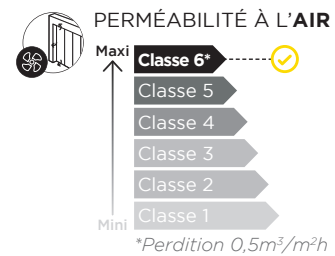 PERMÉABILITÉ À L'AIR
Maxi
Classe 6*
Classe 5
Classe 4
Classe 3
Classe 2
Classe 1
Mini
*Perdition 0,5m³/m²h